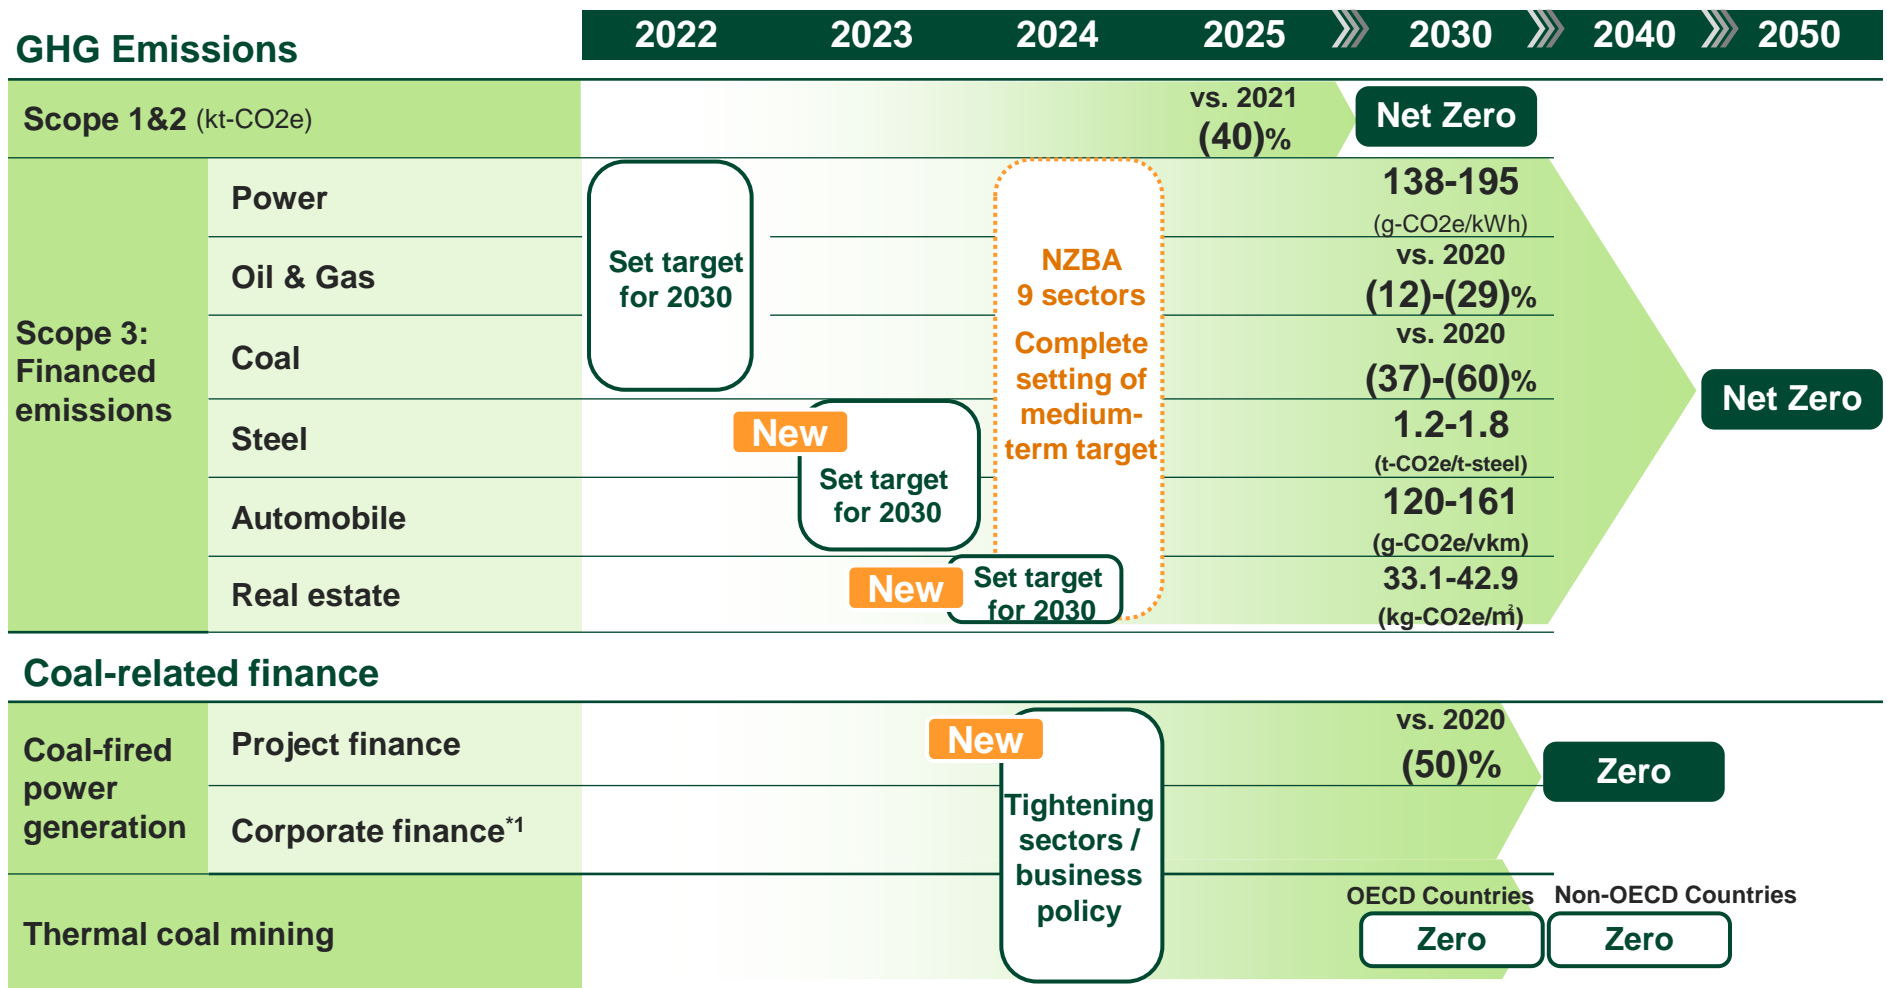 GHG Emissions
2022 2023 2024 2025 2030 2040 2050
Scope 1&2 (kt-CO2e)
vs. 2021
(40)%
Net Zero
Scope 3:
Financed
emissions
Power
Oil & Gas
Coal
Steel
Automobile
Real estate
Set target
for 2030
New
Set target
for 2030
New
Set target
for 2030
NZBA
9 sectors
Complete
setting of
medium-
term target
138-195
(g-CO2e/kWh)
vs. 2020
(12)-(29)%
vs. 2020
(37)-(60)%
1.2-1.8
(t-CO2e/t-steel)
120-161
(g-CO2e/vkm)
33.1-42.9
(kg-CO2e/㎡)
Net Zero
Coal-related finance
Coal-fired
power
generation
Project finance
Corporate finance*1
Thermal coal mining
New
Tightening
sectors /
business
policy
vs. 2020
(50)%
Zero
OECD Countries Non-OECD Countries
Zero Zero